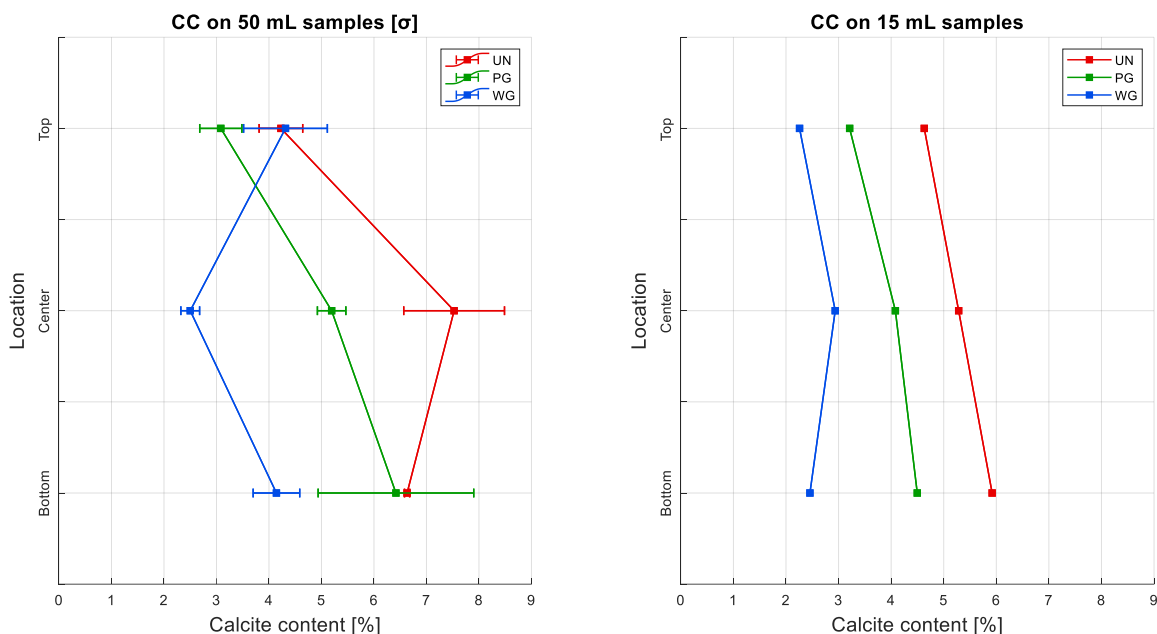 CC on 50 mL samples [σ]
UN
PG
WG
Top
Center
Bottom
Location
0 1 2 3 4 5 6 7 8 9
Calcite content [%]
CC on 15 mL samples
UN
PG
WG
Top
Center
Bottom
Location
0 1 2 3 4 5 6 7 8 9
Calcite content [%]